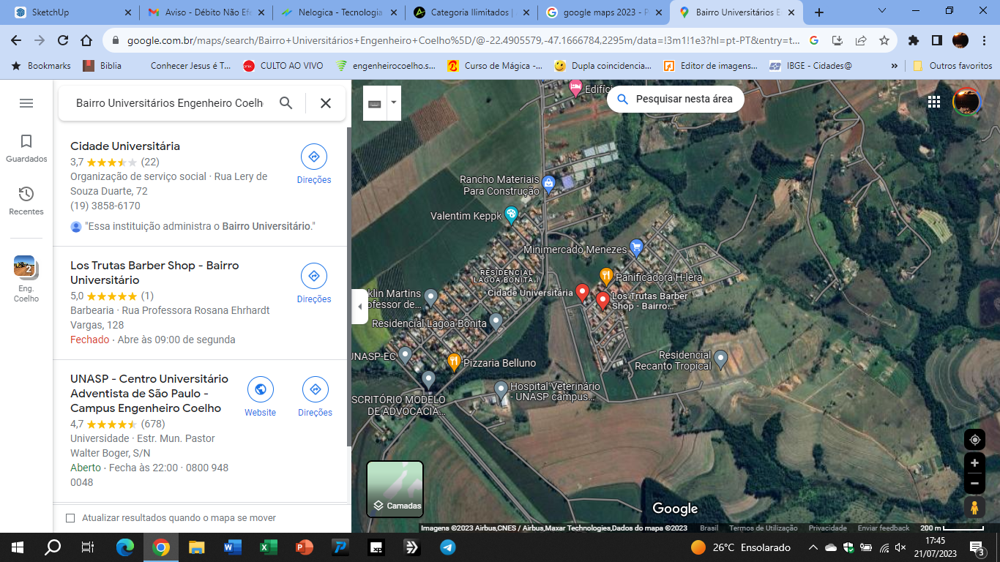 SketchUp
Aviso - Débito Não Efe
Nelogica - Tecnologia
Categoria Ilimitados |
google maps 2023 - P
Bairro Universitários E
google.com.br/maps/search/Bairro+Universitários+Engenheiro+Coelho%5D/@-22.4905579,-47.1666784,2295m/data=!3m1!1e3?hl=pt-PT&entry=t...
Bookmarks
Biblia
Conhecer Jesus é T...
CULTO AO VIVO
engenheirocoelho.s...
Curso de Mágica -...
Dupla coincidencia...
Editor de imagens...
IBGE - Cidades@
»
Outros favoritos
Bairro Universitários Engenheiro Coelh
Guardados
Recentes
2
Eng.
Coelho
Cidade Universitária
3,7 (22)
Organização de serviço social · Rua Lery de
Souza Duarte, 72
(19) 3858-6170
"Essa instituição administra o Bairro Universitário."
Direções
Los Trutas Barber Shop - Bairro
Universitário
5,0 (1)
Barbearia · Rua Professora Rosana Ehrhardt
Vargas, 128
Fechado · Abre às 09:00 de segunda
Direções
UNASP - Centro Universitário
Adventista de São Paulo -
Campus Engenheiro Coelho
4,7 (678)
Universidade · Estr. Mun. Pastor
Walter Boger, S/N
Aberto · Fecha às 22:00 · 0800 948
0048
Website
Direções
Atualizar resultados quando o mapa se mover
Edifíci
Pesquisar nesta área
Rancho Materiais
Para Construção
Valentim Keppk
Minimercado Menezes
RESIDENCIAL
LAGOA BONITA I
Panificadora H-lera
Cidade Universitária
Los Trutas Barber
Shop - Bairro...
klin Martins
ofessor de...
Residencial Lagoa Bonita
UNASP-EC
Pizzaria Belluno
Residencial
Recanto Tropical
Hospital Veterinário
- UNASP campus...
SCRITÓRIO MODELO
DE ADVOCACIA...
Camadas
Google
Imagens ©2023 Airbus,CNES / Airbus,Maxar Technologies,Dados do mapa ©2023
Brasil
Termos de Utilização
Privacidade
Enviar feedback
200 m
XP
26°C Ensolarado
17:45
21/07/2023
3